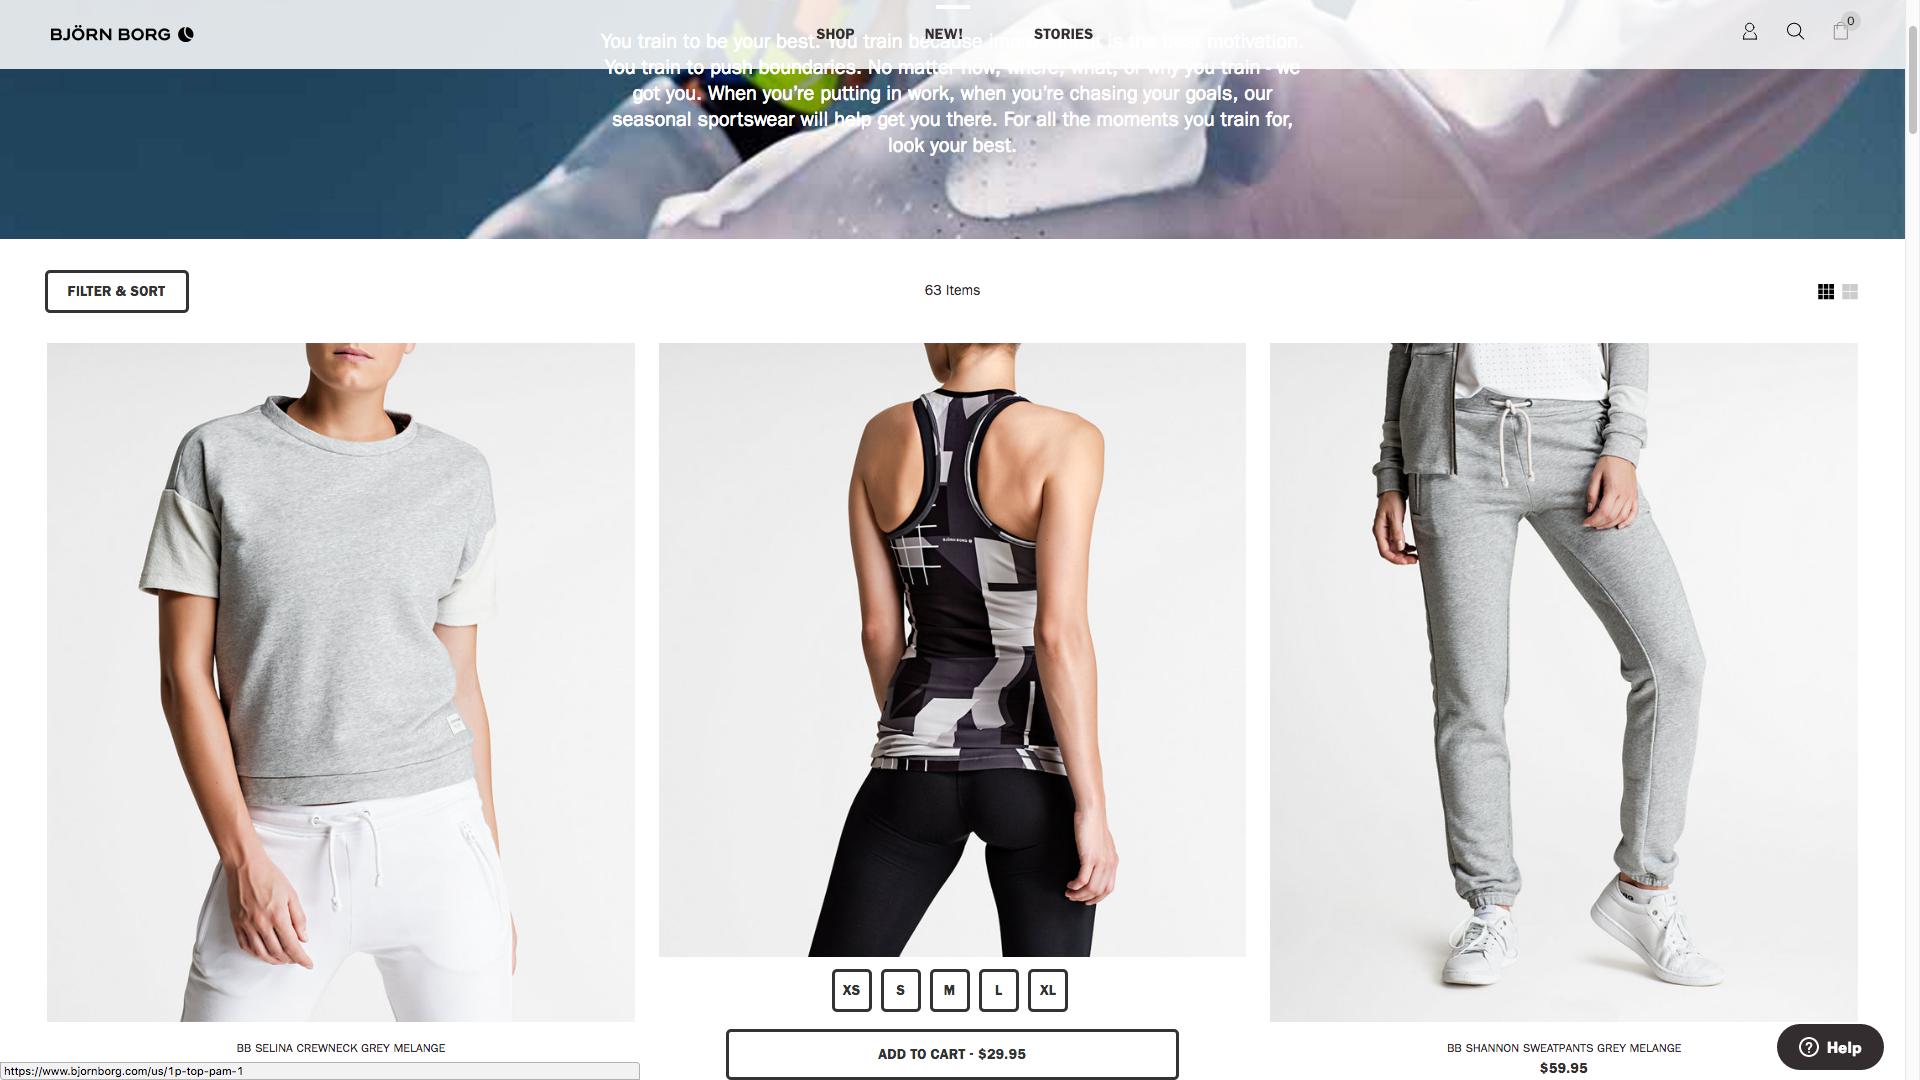 BJÖRN BORG
SHOP
NEW!
STORIES
0
You train to be your best. You train because improvement is the best motivation.
You train to push boundaries. No matter how, where, what, or why you train - we
got you. When you're putting in work, when you're chasing your goals, our
seasonal sportswear will help get you there. For all the moments you train for,
look your best.
FILTER & SORT
63 Items
XS
S
M
L
XL
ADD TO CART - $29.95
BB SELINA CREWNECK GREY MELANGE
BB SHANNON SWEATPANTS GREY MELANGE
$59.95
Help
https://www.bjornborg.com/us/1p-top-pam-1